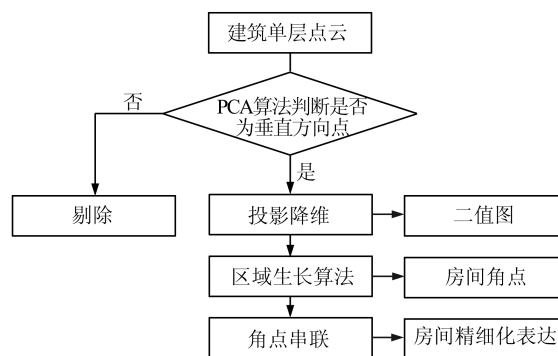 建筑单层点云
否
PCA算法判断是否
为垂直方向点
是
剔除
投影降维
二值图
区域生长算法
房间角点
角点串联
房间精细化表达